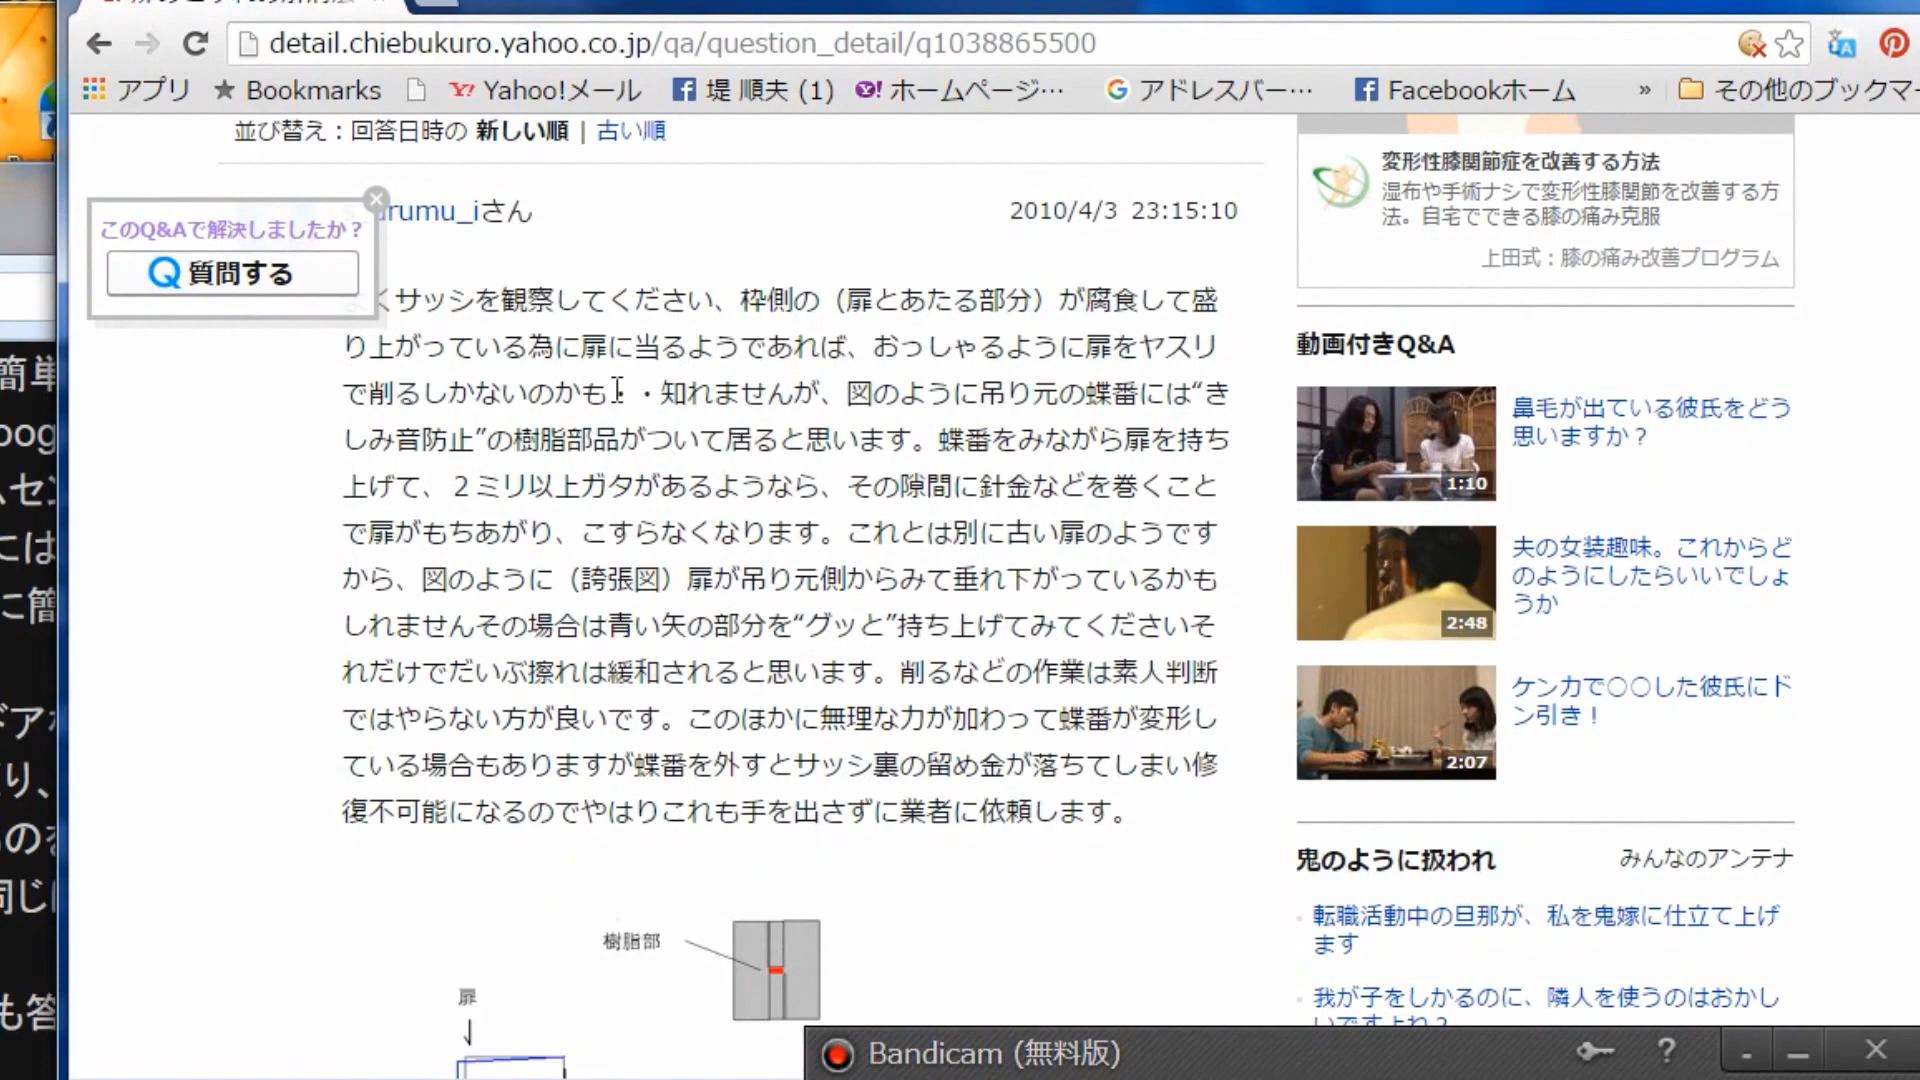 detail.chiebukuro.yahoo.co.jp/qa/question_detail/q1038865500
アプリ Bookmarks Yahoo!メール 堤 順夫 (1) ホームページ… アドレスバー… Facebookホーム » その他のブックマー
並び替え：回答日時の 新しい順 | 古い順
urumu_iさん 2010/4/3 23:15:10
このQ&Aで解決しましたか？
質問する
くサッシを観察してください、枠側の（扉とあたる部分）が腐食して盛
り上がっている為に扉に当るようであれば、おっしゃるように扉をヤスリ
で削るしかないのかも・・知れませんが、図のように吊り元の蝶番には“き
しみ音防止”の樹脂部品がついて居ると思います。蝶番をみながら扉を持ち
上げて、２ミリ以上ガタがあるようなら、その隙間に針金などを巻くこと
で扉がもちあがり、こすらなくなります。これとは別に古い扉のようです
から、図のように（誇張図）扉が吊り元側からみて垂れ下がっているかも
しれませんその場合は青い矢の部分を“グッと”持ち上げてみてくださいそ
れだけでだいぶ擦れは緩和されると思います。削るなどの作業は素人判断
ではやらない方が良いです。このほかに無理な力が加わって蝶番が変形し
ている場合もありますが蝶番を外すとサッシ裏の留め金が落ちてしまい修
復不可能になるのでやはりこれも手を出さずに業者に依頼します。
樹脂部
扉
変形性膝関節症を改善する方法
湿布や手術ナシで変形性膝関節を改善する方
法。自宅でできる膝の痛み克服
上田式：膝の痛み改善プログラム
動画付きQ&A
鼻毛が出ている彼氏をどう
思いますか？
1:10
夫の女装趣味。これからど
のようにしたらいいでしょ
うか
2:48
ケンカで○○した彼氏にド
ン引き！
2:07
鬼のように扱われ みんなのアンテナ
転職活動中の旦那が、私を鬼嫁に仕立て上げ
ます
我が子をしかるのに、隣人を使うのはおかし
いですよね？
Bandicam (無料版)
簡単
oog
には
に簡
ドア
り、
のを
同じ
も答